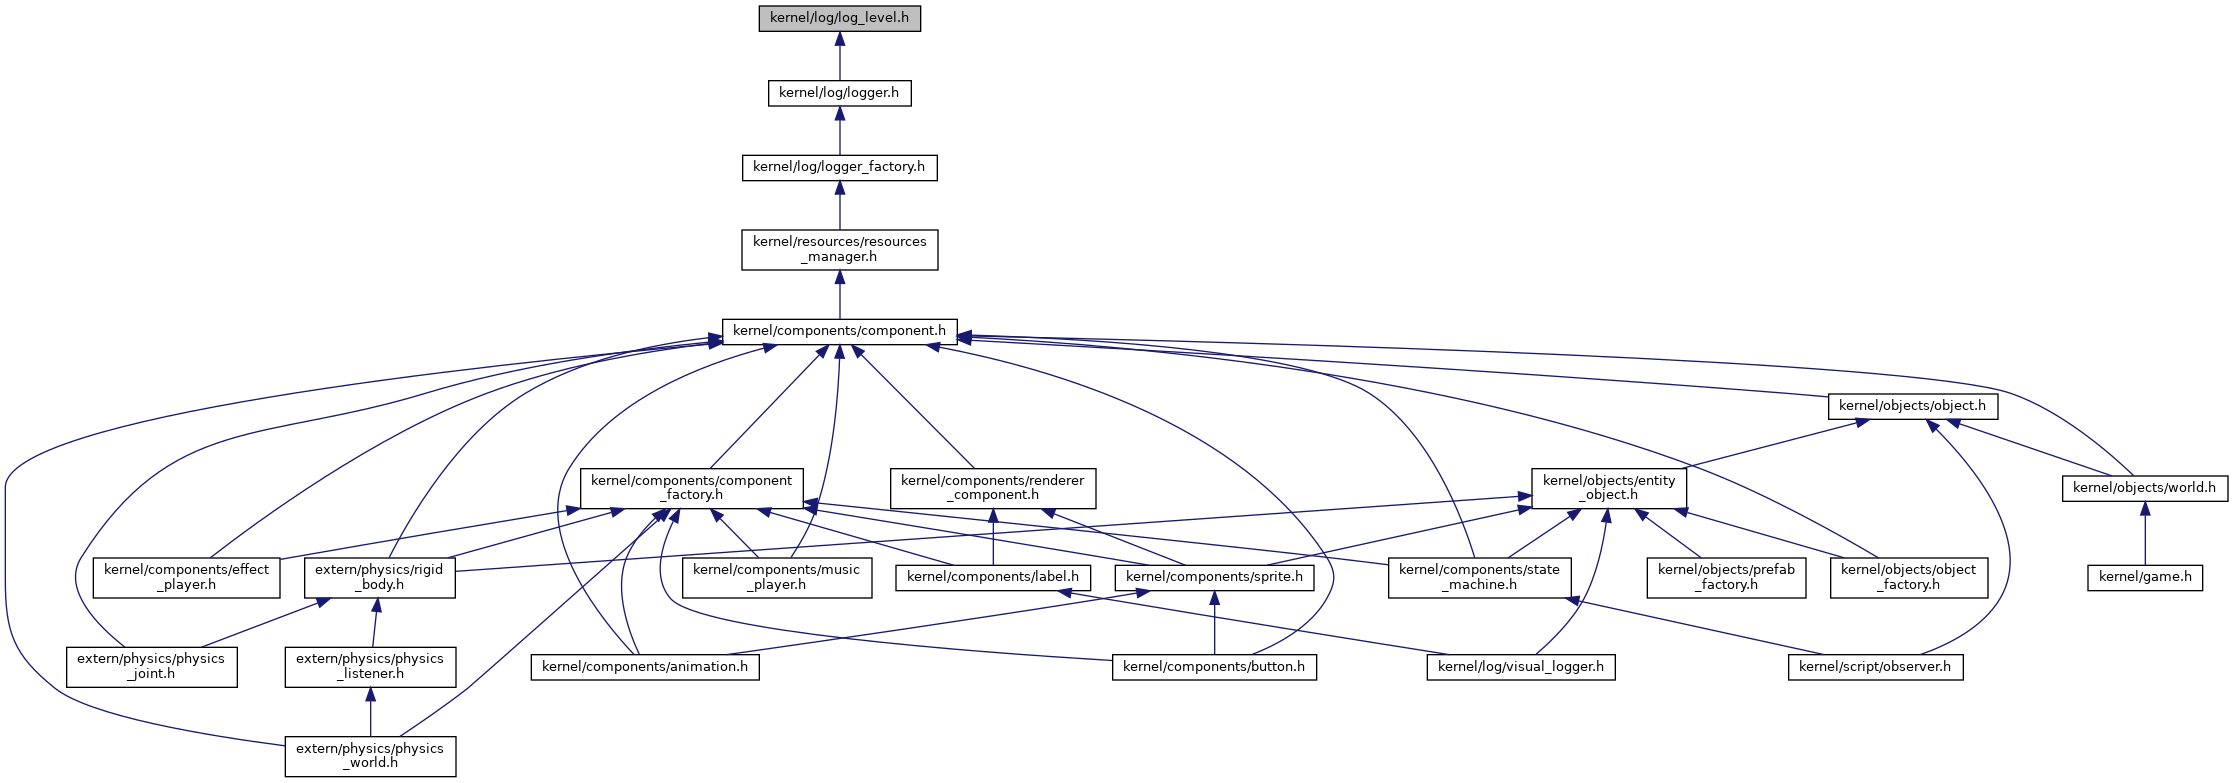 kernel/log/log_level.h
kernel/log/logger.h
kernel/log/logger_factory.h
kernel/resources/resources
_manager.h
kernel/components/component.h
kernel/objects/object.h
kernel/components/component
_factory.h
kernel/components/renderer
_component.h
kernel/objects/entity
_object.h
kernel/objects/world.h
kernel/components/effect
_player.h
extern/physics/rigid
_body.h
kernel/components/music
_player.h
kernel/components/label.h
kernel/components/sprite.h
kernel/components/state
_machine.h
kernel/objects/prefab
_factory.h
kernel/objects/object
_factory.h
kernel/game.h
extern/physics/physics
_joint.h
extern/physics/physics
_listener.h
kernel/components/animation.h
kernel/components/button.h
kernel/log/visual_logger.h
kernel/script/observer.h
extern/physics/physics
_world.h